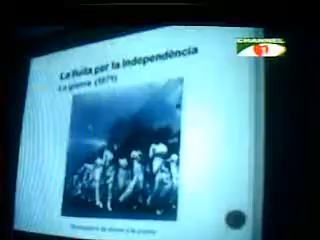 CHANNEL i
La lluita per la independència
La guerra (1971)